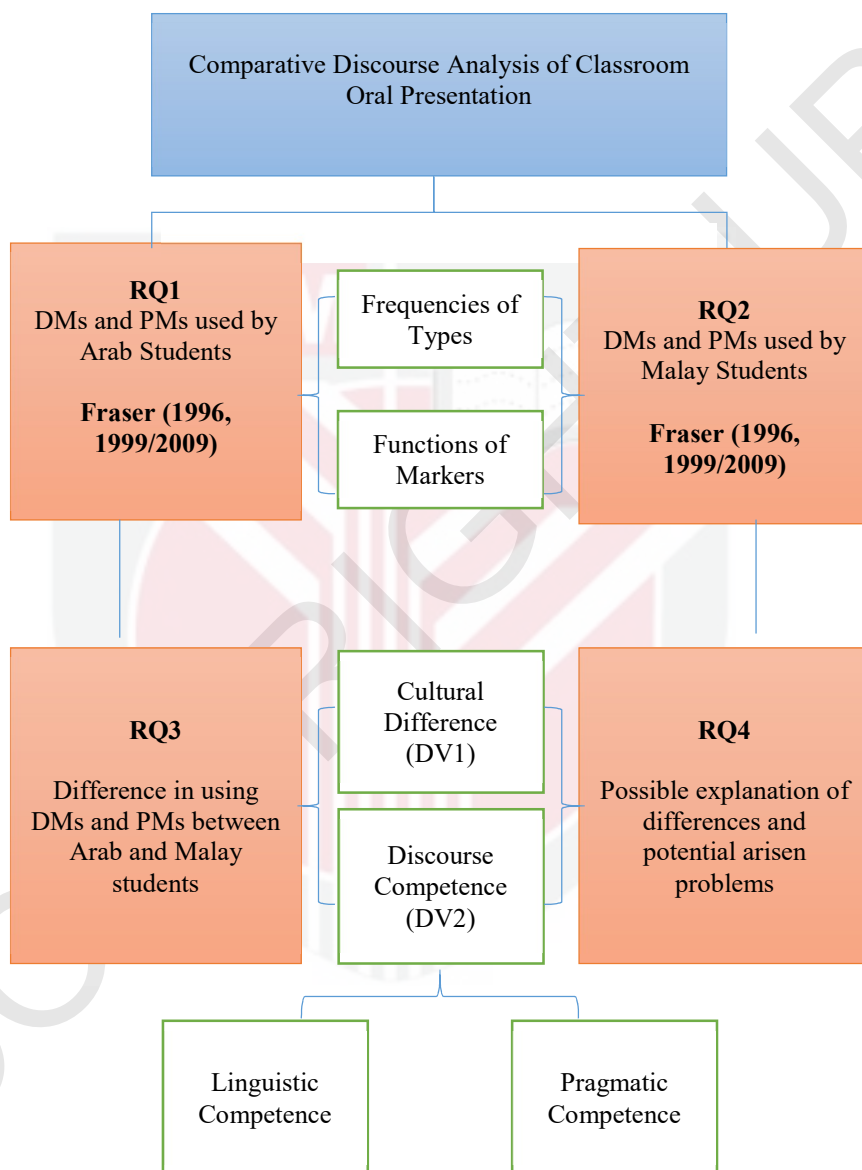 Comparative Discourse Analysis of Classroom
Oral Presentation
RQ1
DMs and PMs used by
Arab Students
Fraser (1996,
1999/2009)
Frequencies of
Types
Functions of
Markers
RQ2
DMs and PMs used by
Malay Students
Fraser (1996,
1999/2009)
RQ3
Difference in using
DMs and PMs between
Arab and Malay
students
Cultural
Difference
(DV1)
Discourse
Competence
(DV2)
RQ4
Possible explanation of
differences and
potential arisen
problems
Linguistic
Competence
Pragmatic
Competence